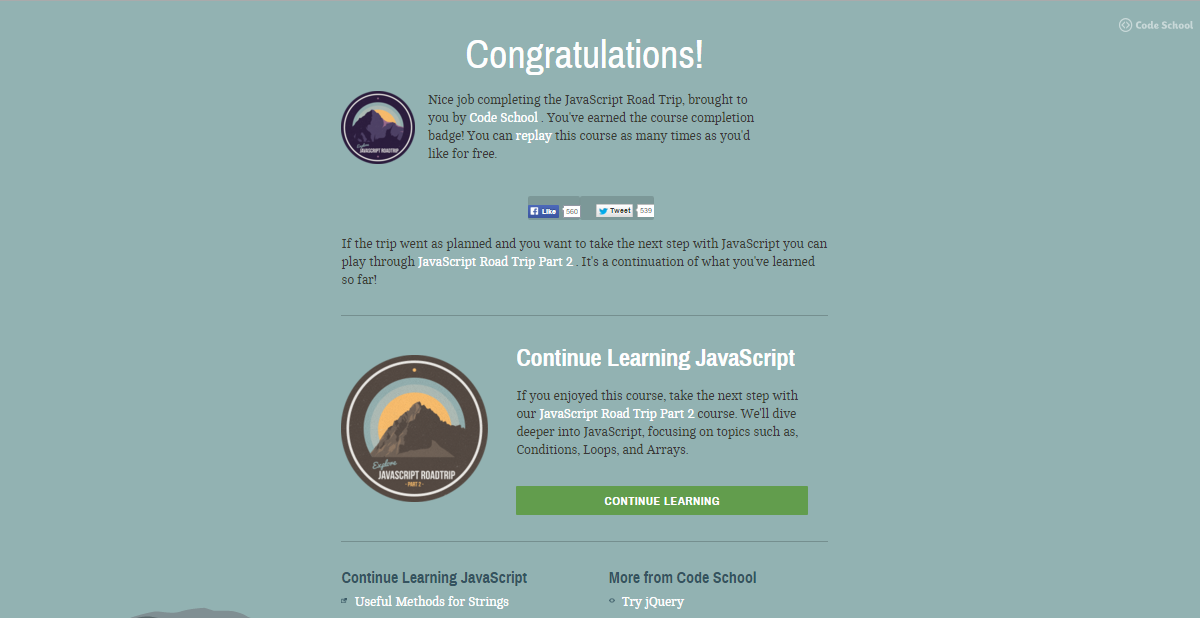 Code School
Congratulations!
Nice job completing the JavaScript Road Trip, brought to
you by Code School . You've earned the course completion
badge! You can replay this course as many times as you'd
like for free.
Explore
JAVASCRIPT ROADTRIP
Like 560 Tweet 539
If the trip went as planned and you want to take the next step with JavaScript you can
play through JavaScript Road Trip Part 2 . It's a continuation of what you've learned
so far!
Continue Learning JavaScript
If you enjoyed this course, take the next step with
our JavaScript Road Trip Part 2 course. We'll dive
deeper into JavaScript, focusing on topics such as,
Conditions, Loops, and Arrays.
Explore
JAVASCRIPT ROADTRIP
- PART 2 -
CONTINUE LEARNING
Continue Learning JavaScript
Useful Methods for Strings
More from Code School
Try jQuery